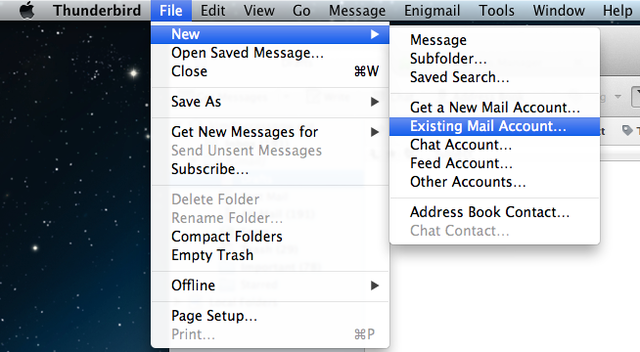 Thunderbird File Edit View Go Message Enigmail Tools Window Help
New
Open Saved Message...
Close ⌘W
Save As
Get New Messages for
Send Unsent Messages
Subscribe...
Delete Folder
Rename Folder...
Compact Folders
Empty Trash
Offline
Page Setup...
Print... ⌘P
Message
Subfolder...
Saved Search...
Get a New Mail Account...
Existing Mail Account...
Chat Account...
Feed Account...
Other Accounts...
Address Book Contact...
Chat Contact...